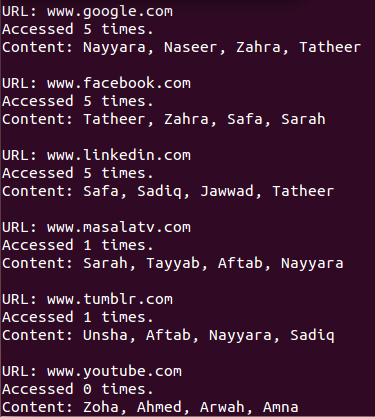 URL: www.google.com
Accessed 5 times.
Content: Nayyara, Naseer, Zahra, Tatheer
URL: www.facebook.com
Accessed 5 times.
Content: Tatheer, Zahra, Safa, Sarah
URL: www.linkedin.com
Accessed 5 times.
Content: Safa, Sadiq, Jawwad, Tatheer
URL: www.masalatv.com
Accessed 1 times.
Content: Sarah, Tayyab, Aftab, Nayyara
URL: www.tumblr.com
Accessed 1 times.
Content: Unsha, Aftab, Nayyara, Sadiq
URL: www.youtube.com
Accessed 0 times.
Content: Zoha, Ahmed, Arwah, Amna